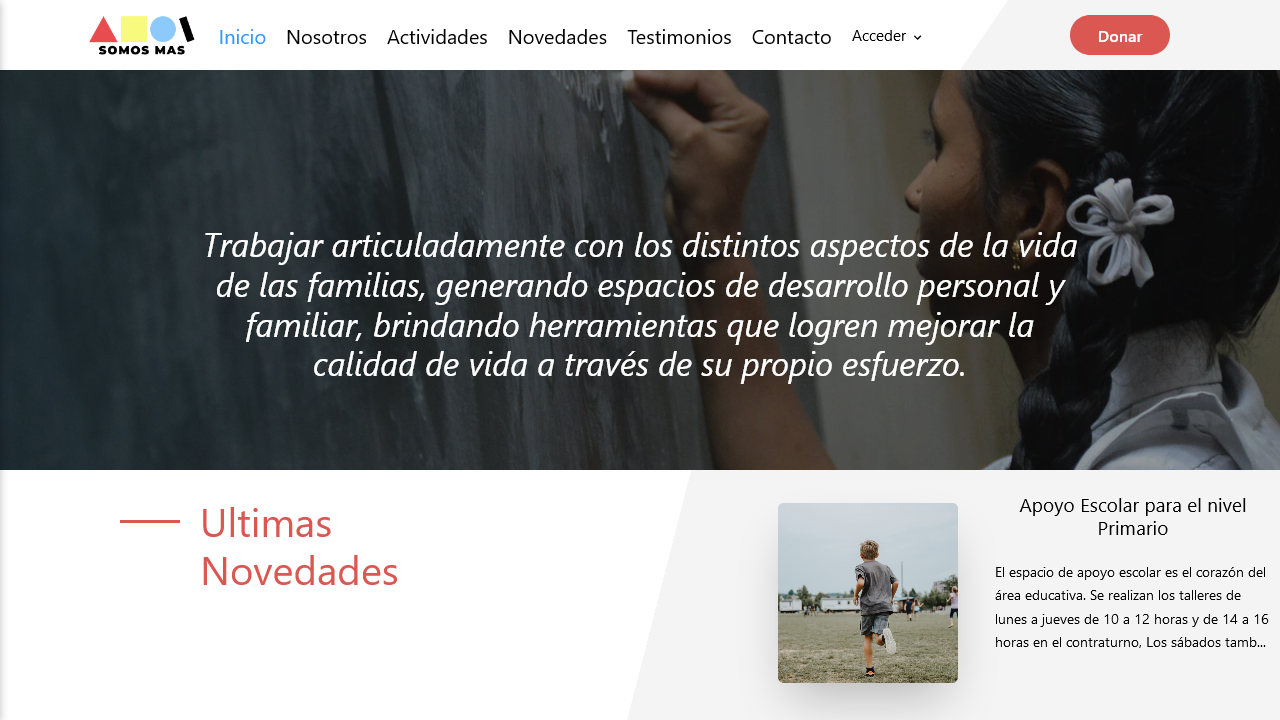 SOMOS MAS
Inicio
Nosotros
Actividades
Novedades
Testimonios
Contacto
Acceder
Donar
Trabajar articuladamente con los distintos aspectos de la vida
de las familias, generando espacios de desarrollo personal y
familiar, brindando herramientas que logren mejorar la
calidad de vida a través de su propio esfuerzo.
Ultimas
Novedades
Apoyo Escolar para el nivel
Primario
El espacio de apoyo escolar es el corazón del
área educativa. Se realizan los talleres de
lunes a jueves de 10 a 12 horas y de 14 a 16
horas en el contraturno, Los sábados tamb...